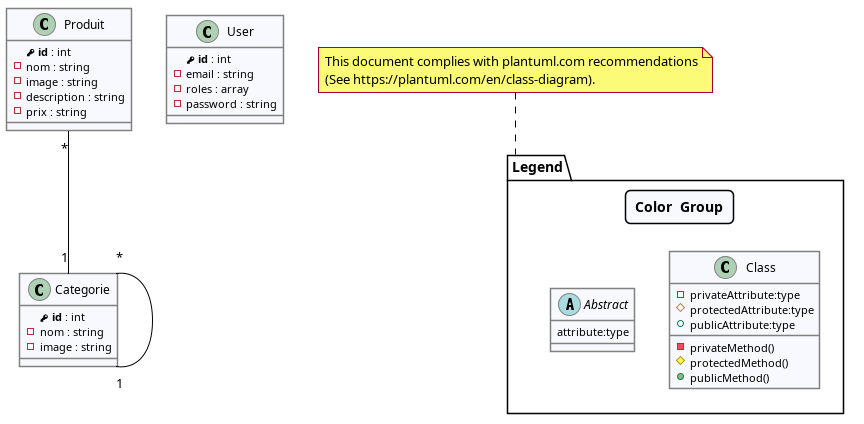 C Produit
id : int
nom : string
image : string
description : string
prix : string
C User
id : int
email : string
roles : array
password : string
This document complies with plantuml.com recommendations
(See https://plantuml.com/en/class-diagram).
*
1
*
C Categorie
id : int
nom : string
image : string
1
Legend
Color Group
A Abstract
attribute:type
C Class
privateAttribute:type
protectedAttribute:type
publicAttribute:type
privateMethod()
protectedMethod()
publicMethod()